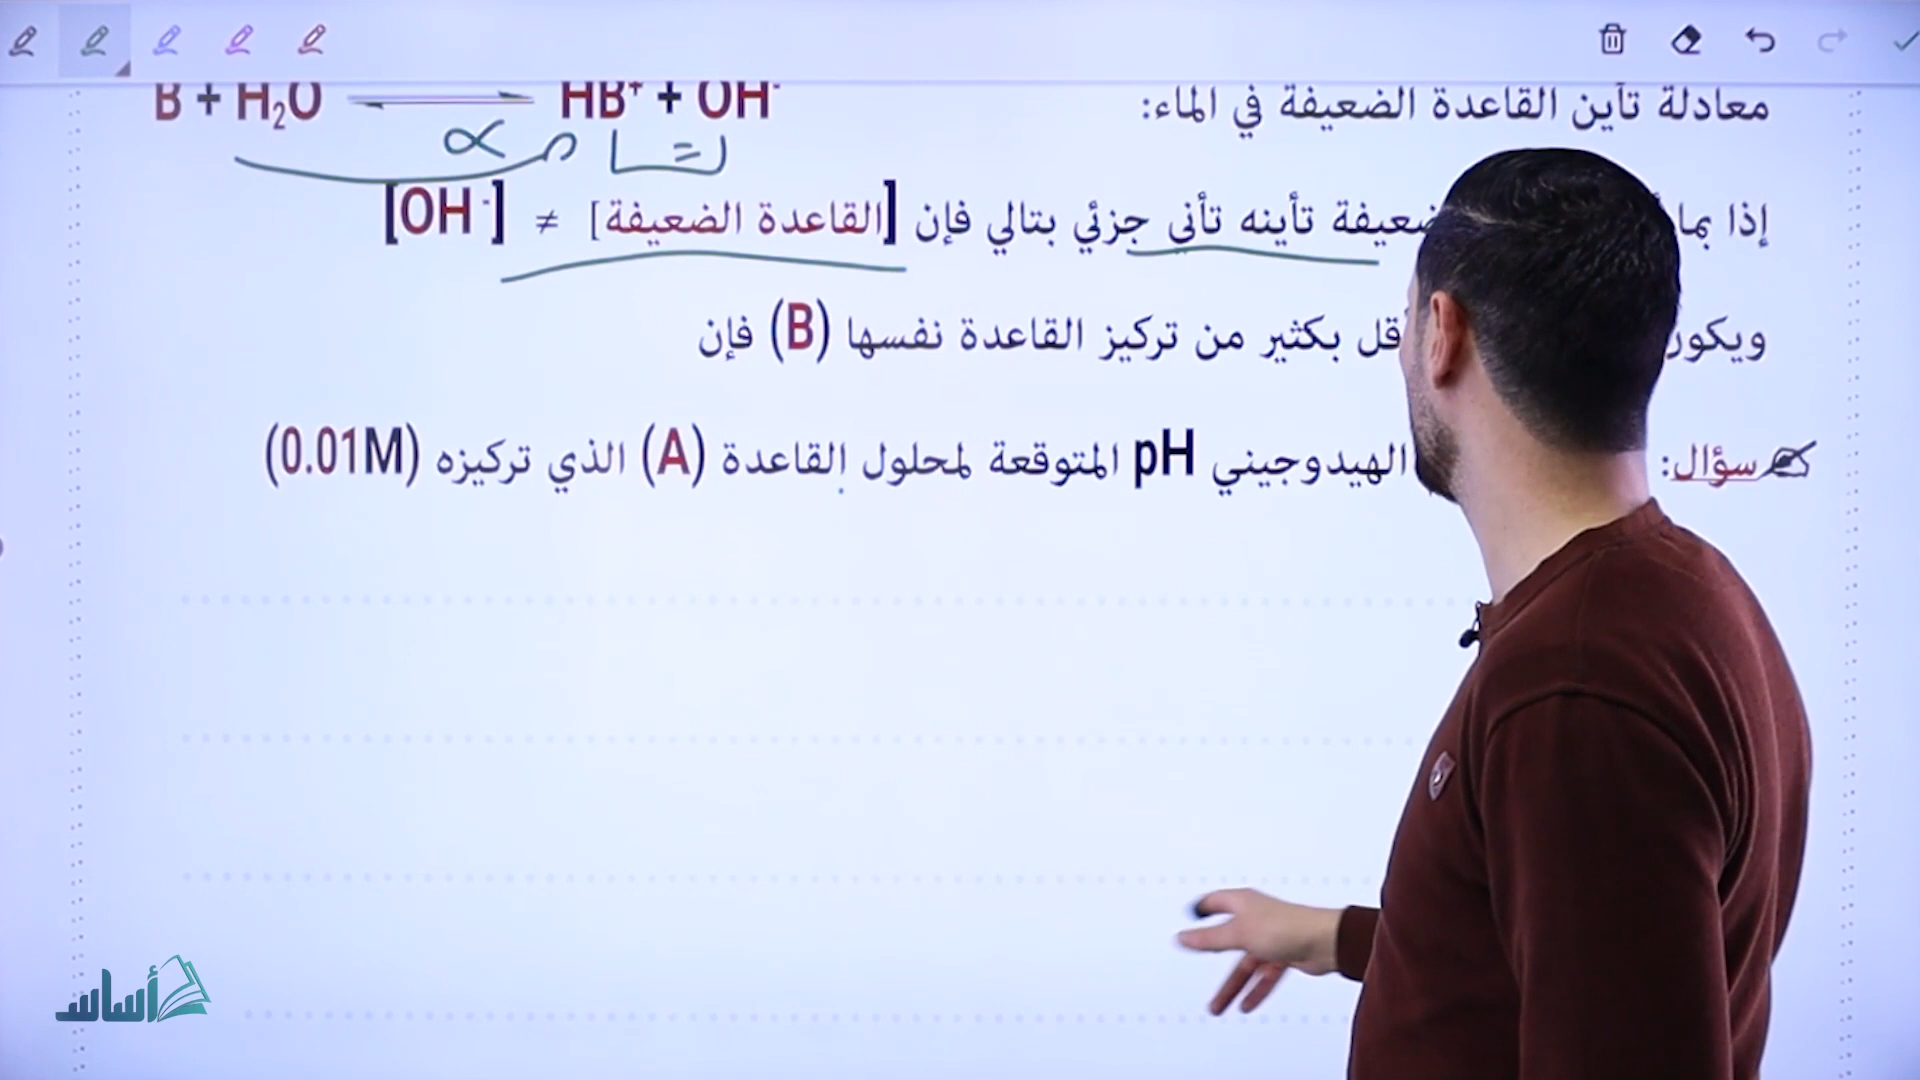 معادلة تأين القاعدة الضعيفة في الماء:
B + H₂O ⇌ HB⁺ + OH⁻
∝ =
إذا بما ضعيفة تأينه تأني جزئي بتالي فإن [القاعدة الضعيفة] ≠ [OH⁻]
ويكون قل بكثير من تركيز القاعدة نفسها (B) فإن
سؤال: الهيدوجيني pH المتوقعة لمحلول القاعدة (A) الذي تركيزه (0.01M)
أساس